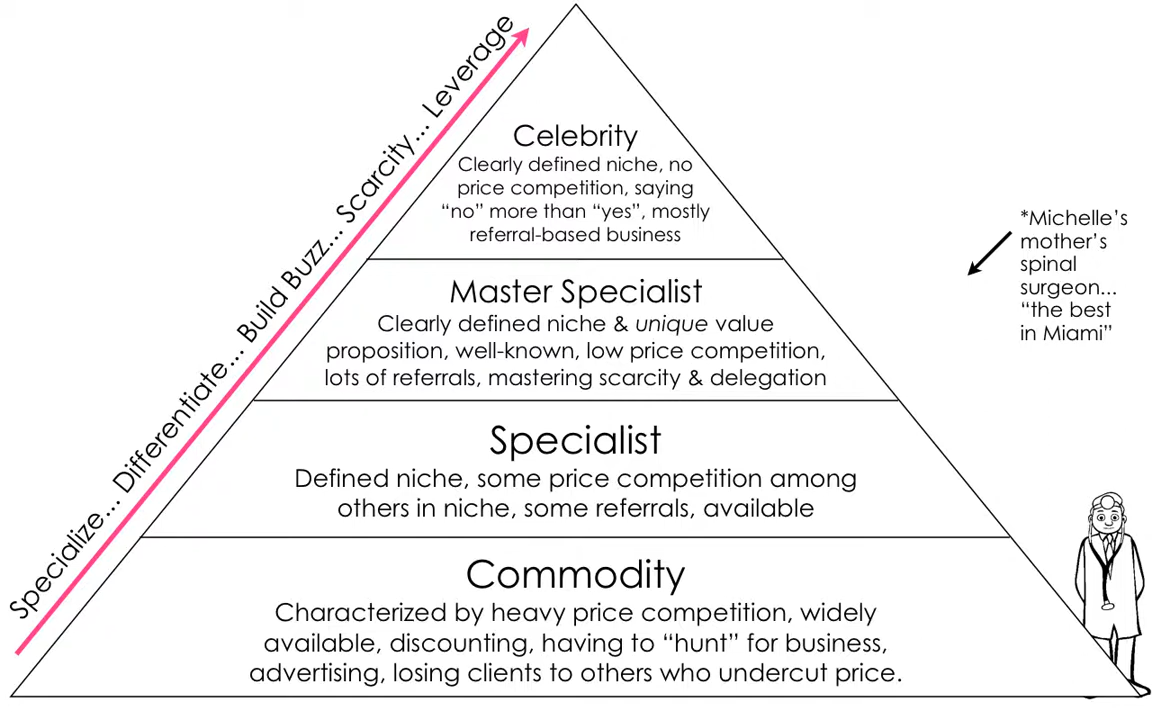 Specialize... Differentiate... Build Buzz... Scarcity... Leverage
Celebrity
Clearly defined niche, no
price competition, saying
“no” more than “yes”, mostly
referral-based business
Master Specialist
Clearly defined niche & unique value
proposition, well-known, low price competition,
lots of referrals, mastering scarcity & delegation
Specialist
Defined niche, some price competition among
others in niche, some referrals, available
Commodity
Characterized by heavy price competition, widely
available, discounting, having to “hunt” for business,
advertising, losing clients to others who undercut price.
*Michelle’s
mother’s
spinal
surgeon...
“the best
in Miami”